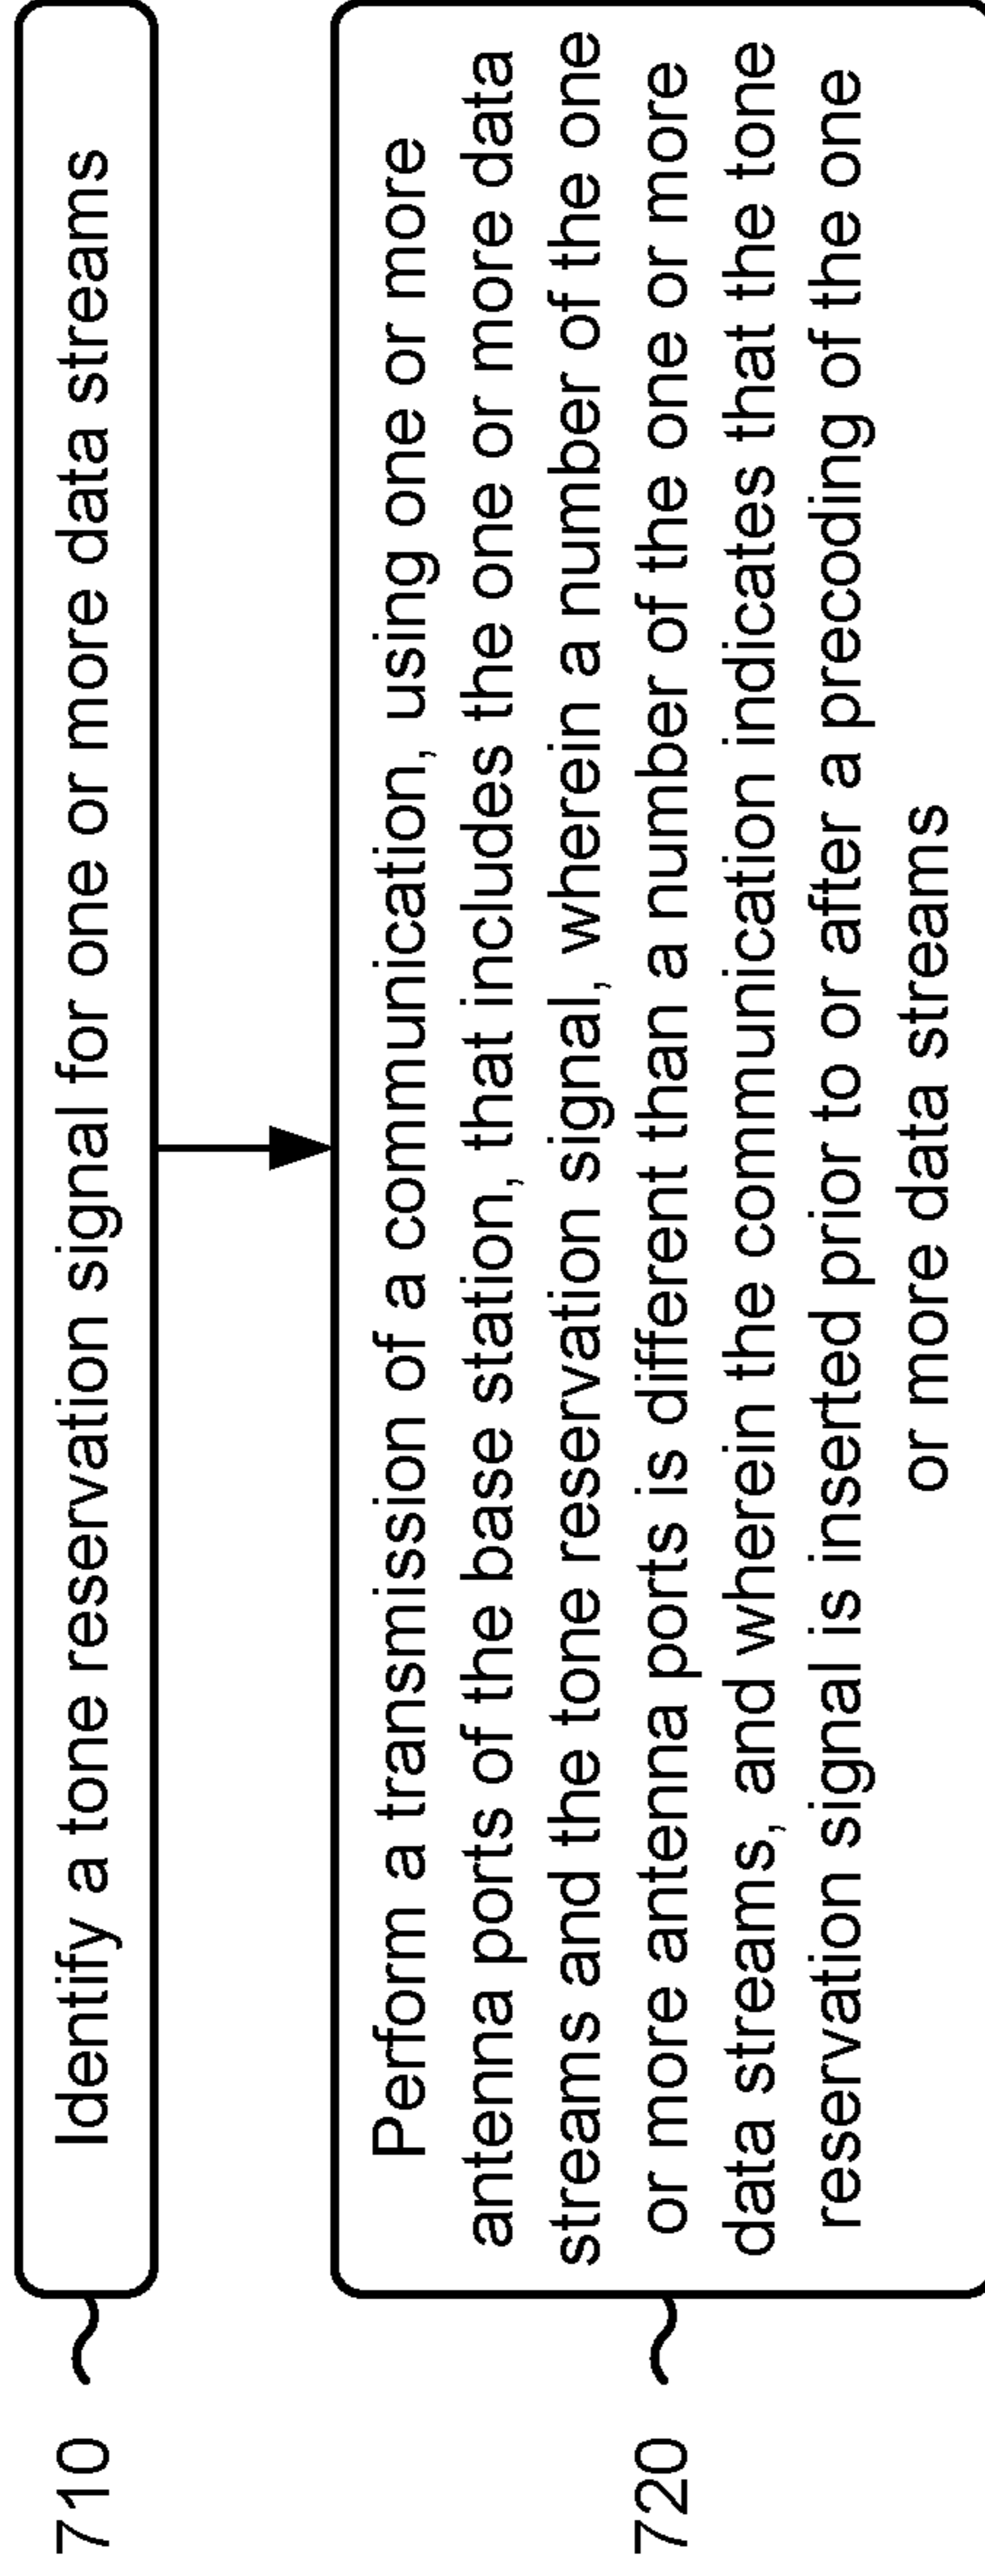 710
Identify a tone reservation signal for one or more data streams
720
Perform a transmission of a communication, using one or more
antenna ports of the base station, that includes the one or more data
streams and the tone reservation signal, wherein a number of the one
or more antenna ports is different than a number of the one or more
data streams, and wherein the communication indicates that the tone
reservation signal is inserted prior to or after a precoding of the one
or more data streams